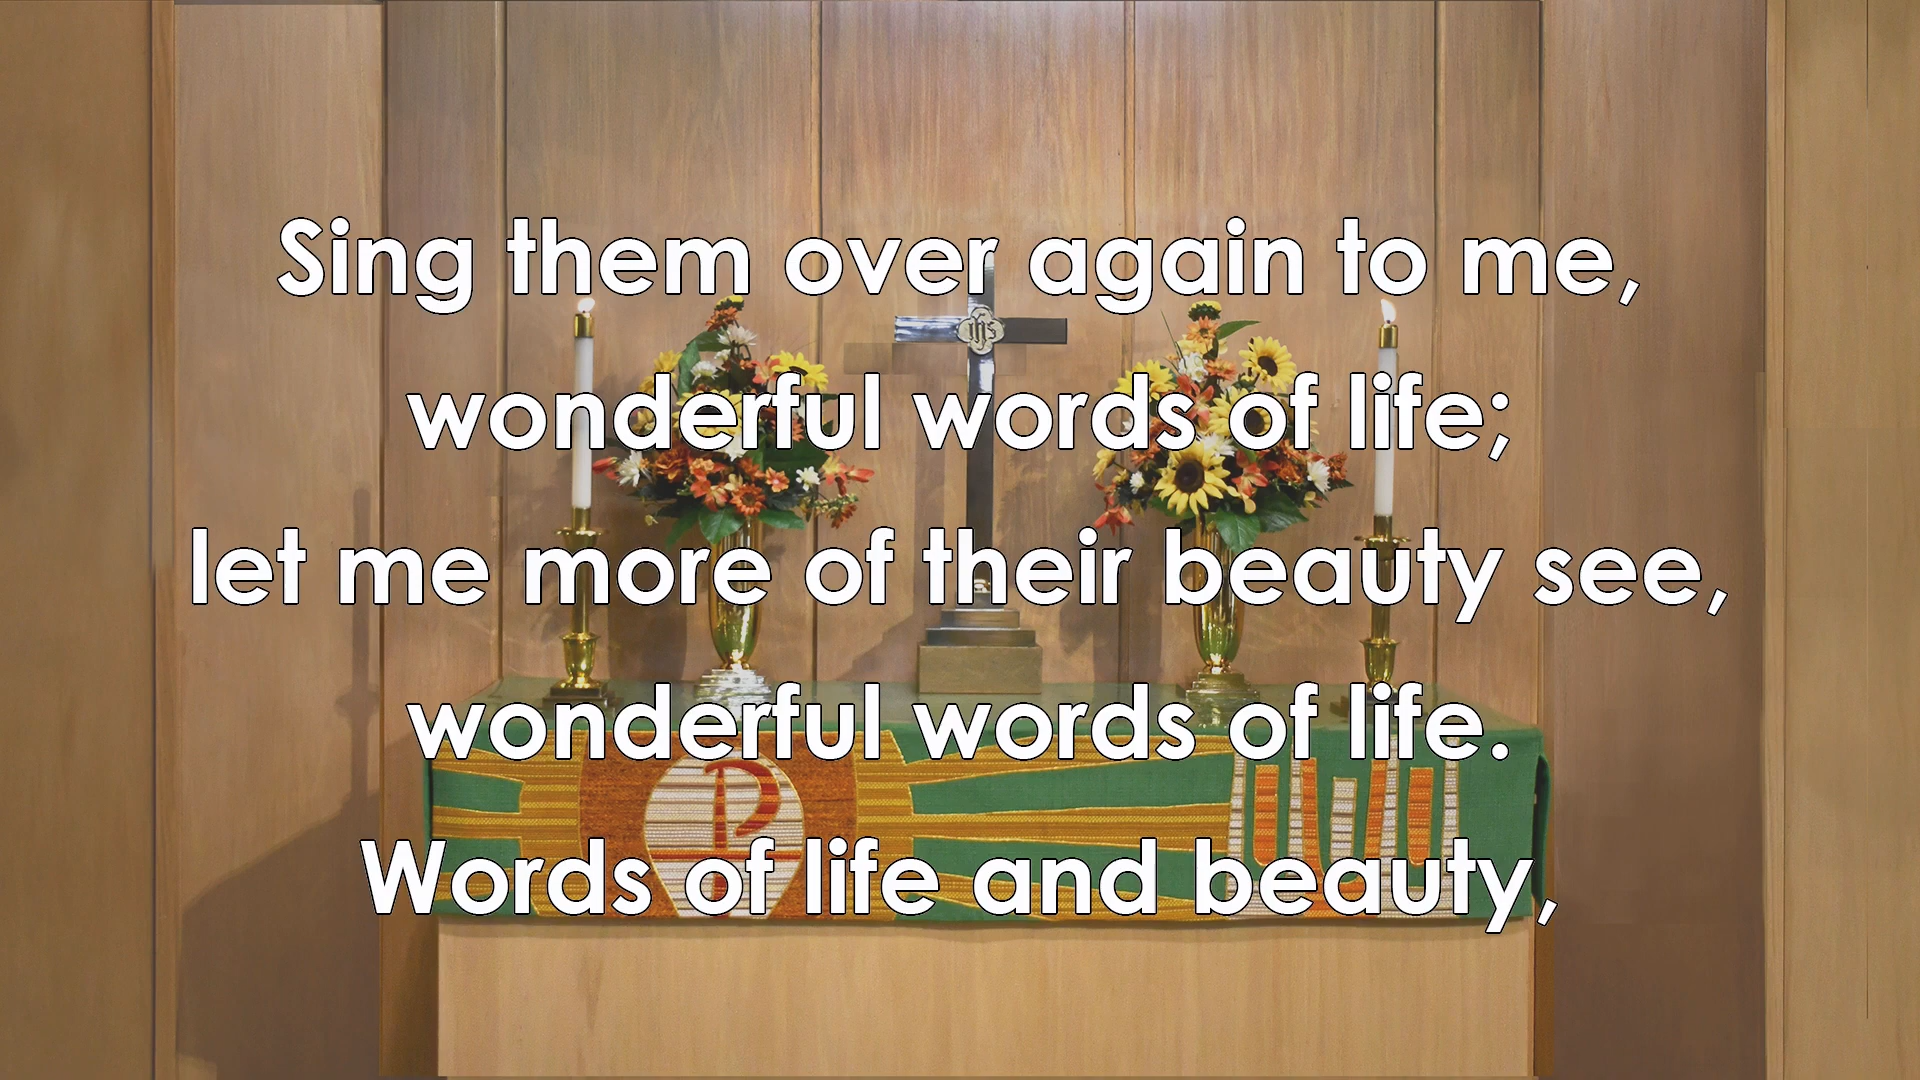 Sing them over again to me,
wonderful words of life;
let me more of their beauty see,
wonderful words of life.
Words of life and beauty,
ihs